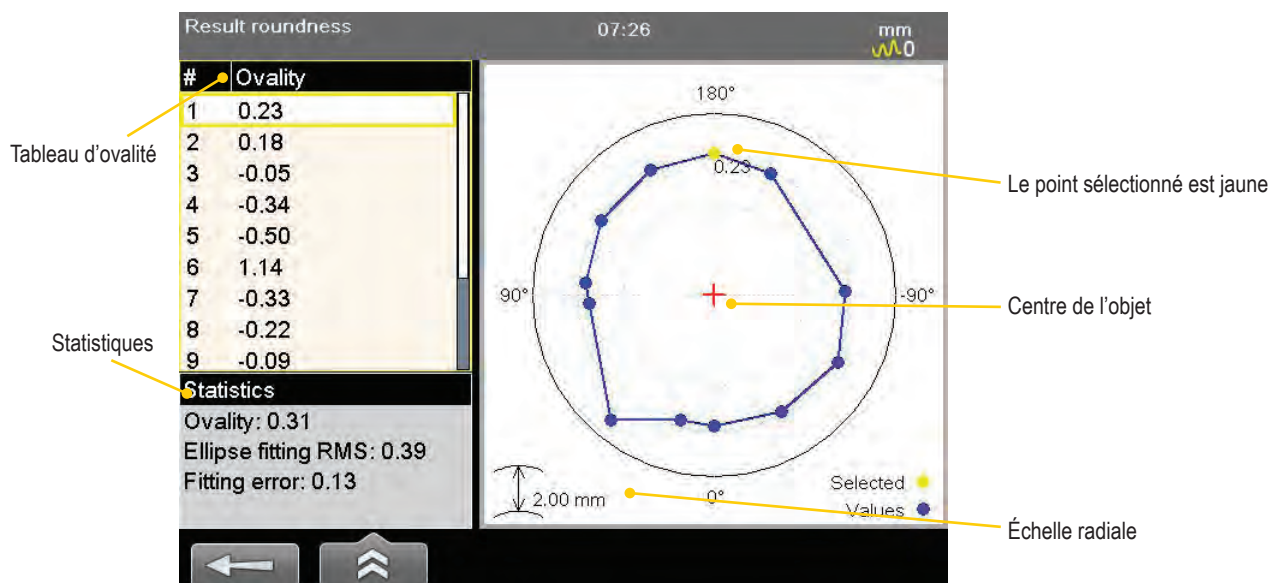 Result roundness
07:26
mm
0
# Ovality
1 0.23
2 0.18
3 -0.05
4 -0.34
5 -0.50
6 1.14
7 -0.33
8 -0.22
9 -0.09
Statistics
Ovality: 0.31
Ellipse fitting RMS: 0.39
Fitting error: 0.13
180°
0.23
90°
-90°
0°
2.00 mm
Selected
Values
Tableau d’ovalité
Statistiques
Le point sélectionné est jaune
Centre de l’objet
Échelle radiale